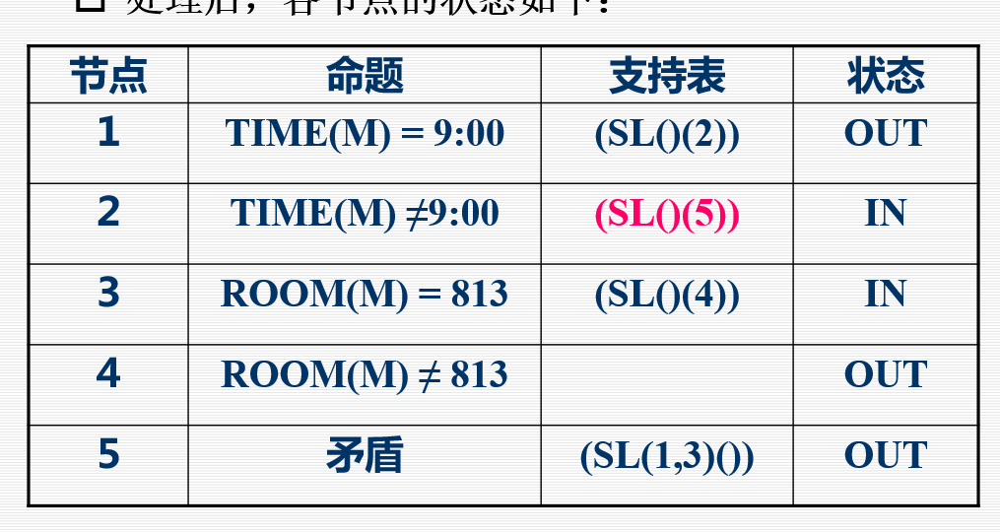 处理后，各节点的状态如下：
节点 命题 支持表 状态
1 TIME(M) = 9:00 (SL()(2)) OUT
2 TIME(M) ≠9:00 (SL()(5)) IN
3 ROOM(M) = 813 (SL()(4)) IN
4 ROOM(M) ≠ 813 OUT
5 矛盾 (SL(1,3)()) OUT